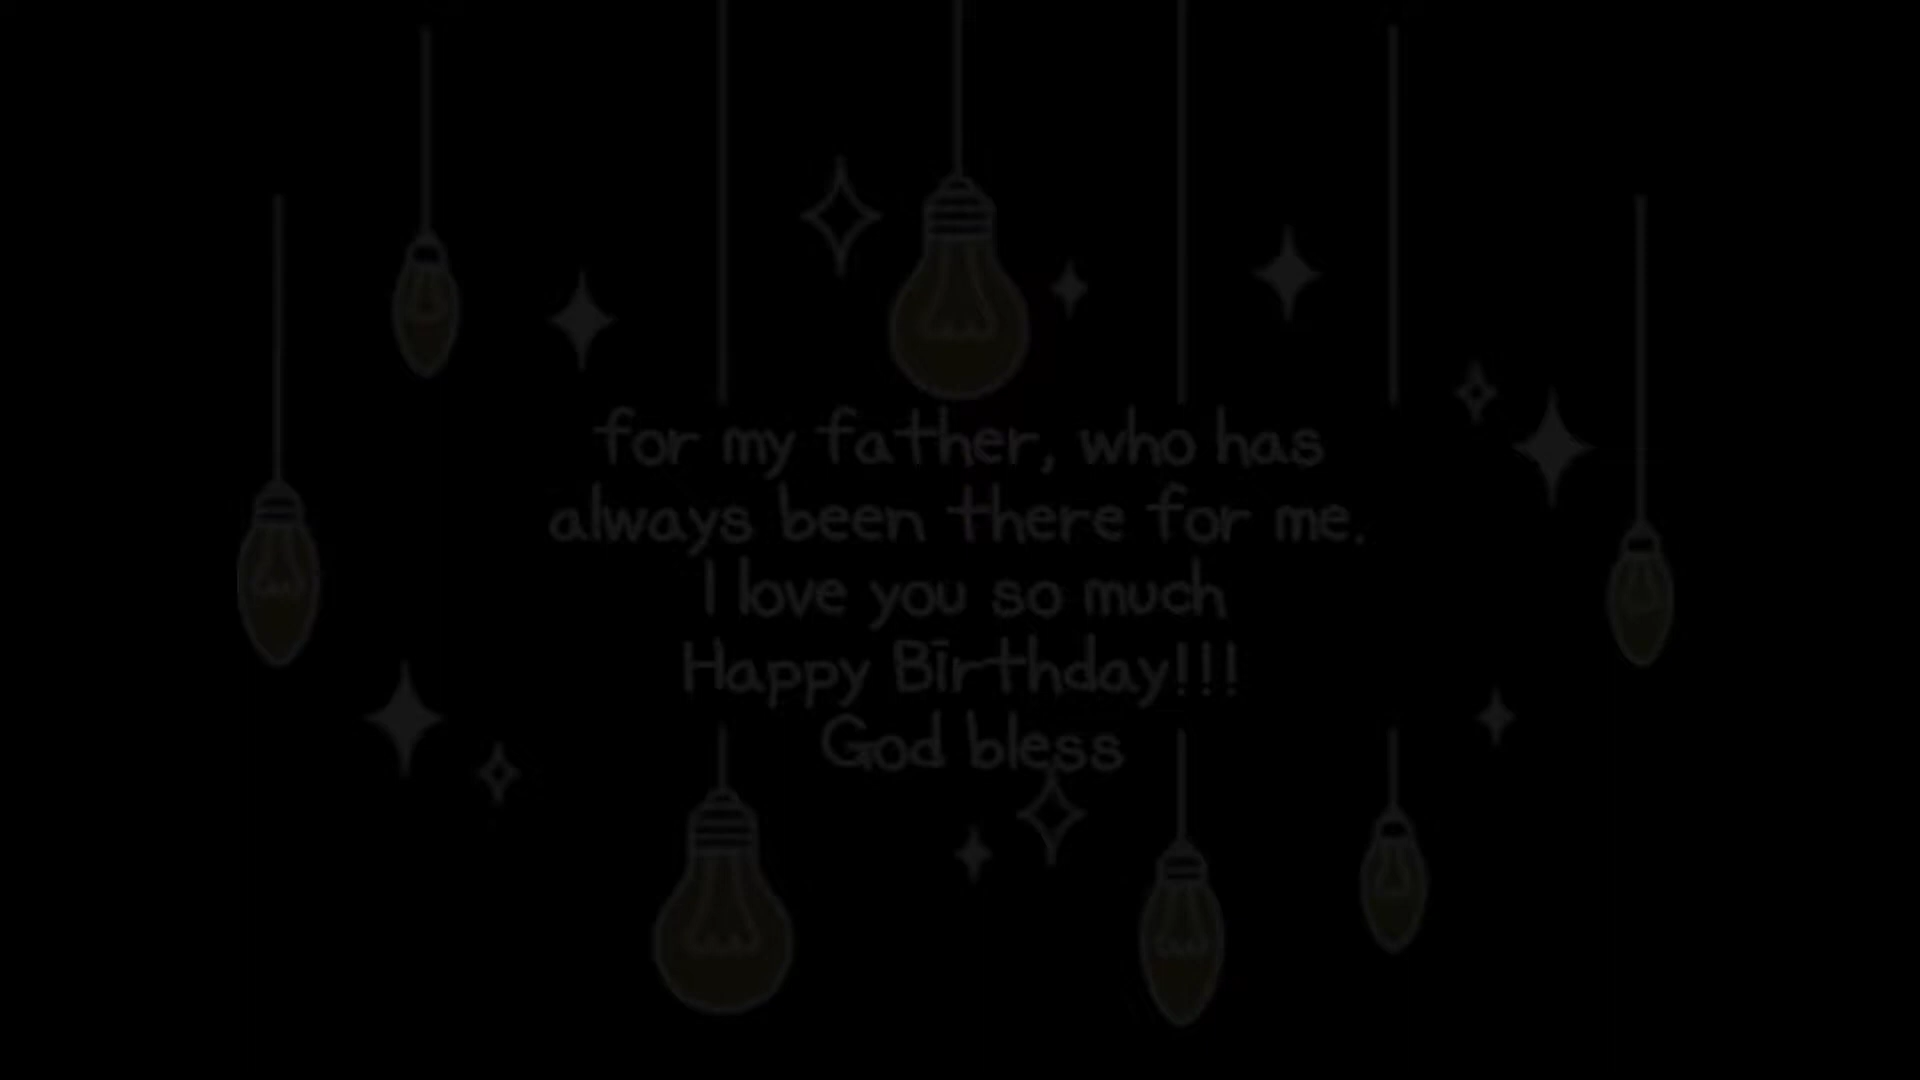 for my father, who has
always been there for me.
I love you so much
Happy Birthday!!!
God bless